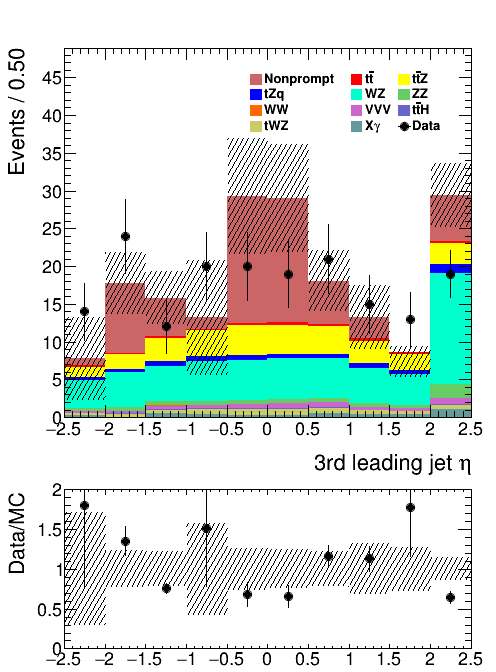 Events / 0.50
45
40
35
30
25
20
15
10
5
0
Nonprompt tt̄ tt̄Z
tZq WZ ZZ
WW VVV tt̄H
tWZ Xγ Data
−2.5 −2 −1.5 −1 −0.5 0 0.5 1 1.5 2 2.5
3rd leading jet η
Data/MC
2
1.5
1
0.5
0
−2.5 −2 −1.5 −1 −0.5 0 0.5 1 1.5 2 2.5